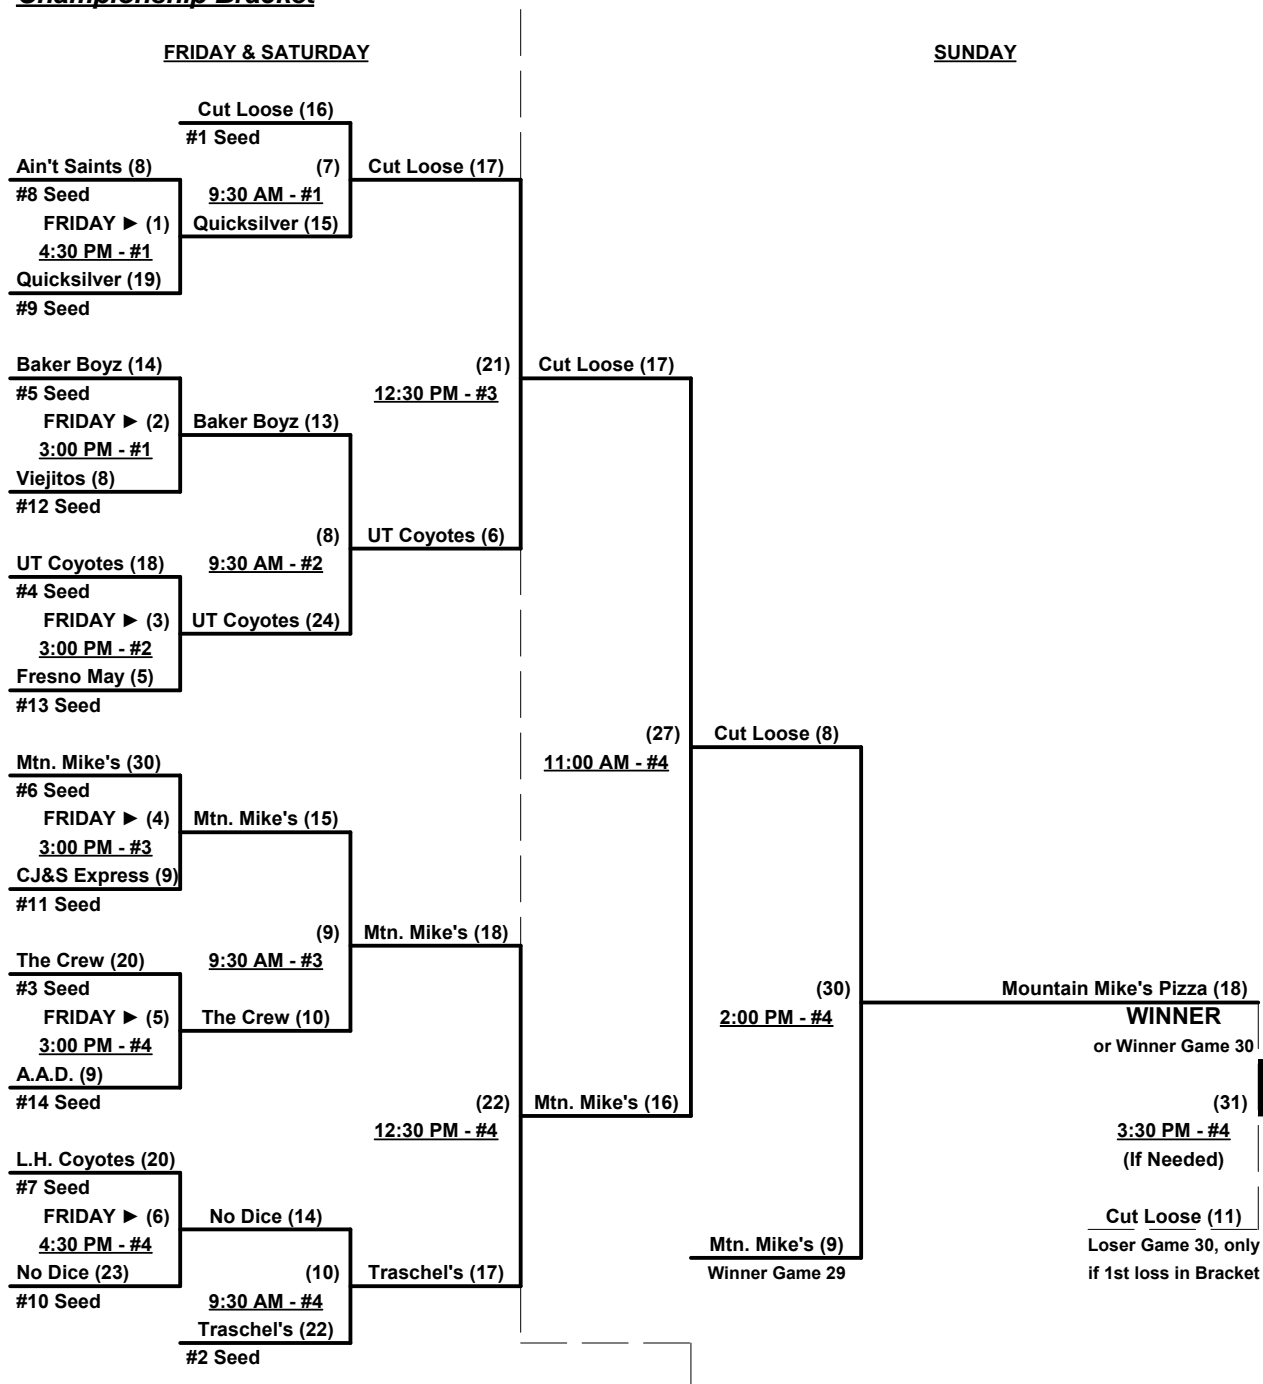 Championship Bracket
FRIDAY & SATURDAY
SUNDAY
Cut Loose (16)
#1 Seed
Ain't Saints (8)
(7)
Cut Loose (17)
#8 Seed
9:30 AM - #1
FRIDAY ► (1)
Quicksilver (15)
4:30 PM - #1
Quicksilver (19)
#9 Seed
Baker Boyz (14)
(21)
Cut Loose (17)
#5 Seed
12:30 PM - #3
FRIDAY ► (2)
Baker Boyz (13)
3:00 PM - #1
Viejitos (8)
#12 Seed
(8)
UT Coyotes (6)
UT Coyotes (18)
9:30 AM - #2
#4 Seed
FRIDAY ► (3)
UT Coyotes (24)
3:00 PM - #2
Fresno May (5)
#13 Seed
(27)
Cut Loose (8)
Mtn. Mike's (30)
11:00 AM - #4
#6 Seed
FRIDAY ► (4)
Mtn. Mike's (15)
3:00 PM - #3
CJ&S Express (9)
#11 Seed
(9)
Mtn. Mike's (18)
The Crew (20)
9:30 AM - #3
#3 Seed
(30)
Mountain Mike's Pizza (18)
FRIDAY ► (5)
The Crew (10)
2:00 PM - #4
WINNER
3:00 PM - #4
or Winner Game 30
A.A.D. (9)
#14 Seed
(22)
Mtn. Mike's (16)
(31)
12:30 PM - #4
3:30 PM - #4
L.H. Coyotes (20)
(If Needed)
#7 Seed
FRIDAY ► (6)
No Dice (14)
Cut Loose (11)
4:30 PM - #4
Mtn. Mike's (9)
Loser Game 30, only
No Dice (23)
(10)
Traschel's (17)
Winner Game 29
if 1st loss in Bracket
#10 Seed
9:30 AM - #4
Traschel's (22)
#2 Seed